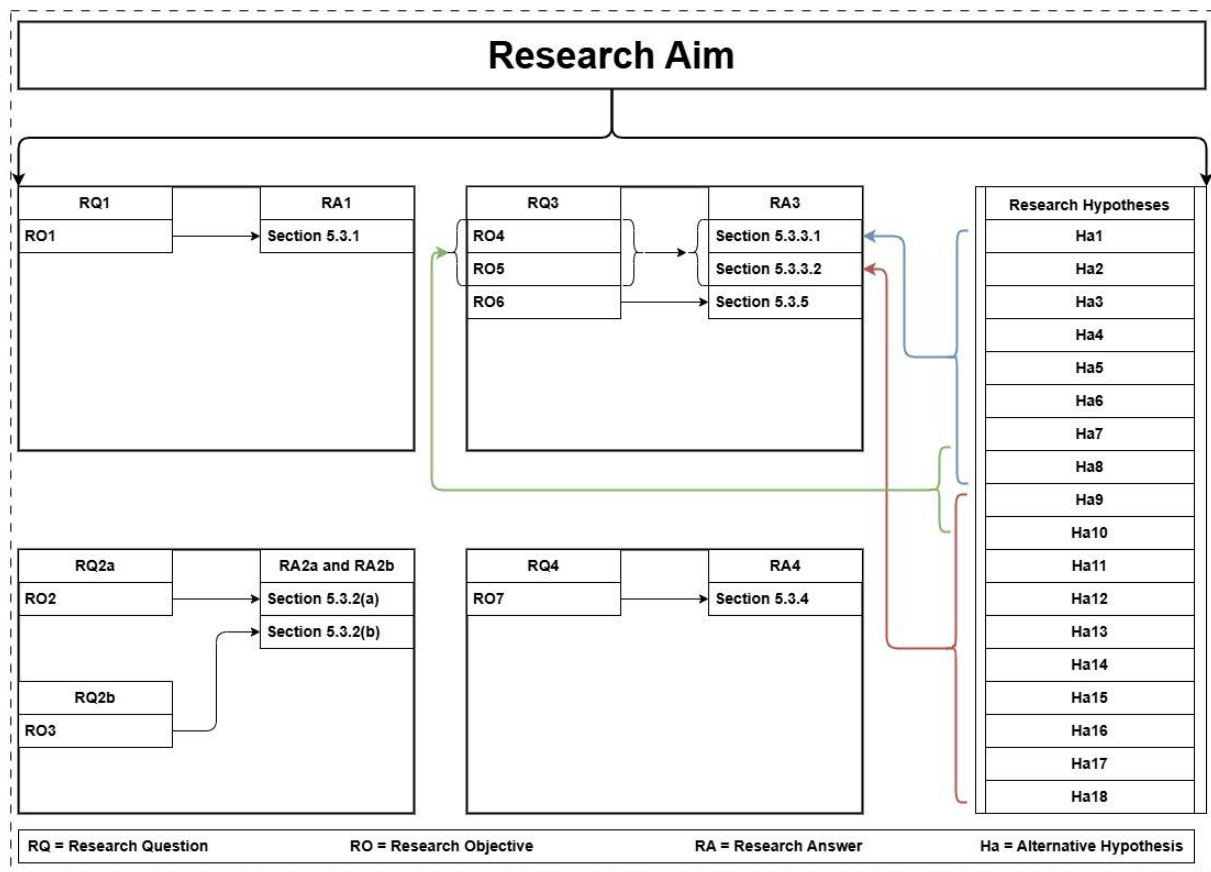 Research Aim
RQ1
RA1
RO1
Section 5.3.1
RQ3
RA3
RO4
Section 5.3.3.1
RO5
Section 5.3.3.2
RO6
Section 5.3.5
RQ2a
RA2a and RA2b
RO2
Section 5.3.2(a)
Section 5.3.2(b)
RQ2b
RO3
RQ4
RA4
RO7
Section 5.3.4
Research Hypotheses
Ha1
Ha2
Ha3
Ha4
Ha5
Ha6
Ha7
Ha8
Ha9
Ha10
Ha11
Ha12
Ha13
Ha14
Ha15
Ha16
Ha17
Ha18
RQ = Research Question RO = Research Objective RA = Research Answer Ha = Alternative Hypothesis